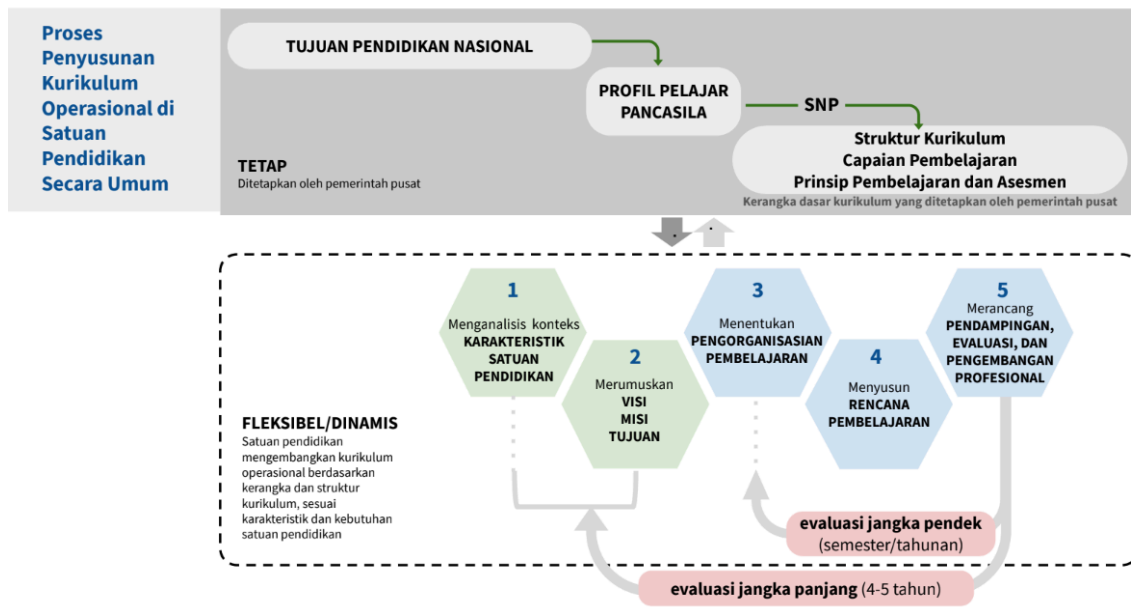 Proses
Penyusunan
Kurikulum
Operasional di
Satuan
Pendidikan
Secara Umum
TUJUAN PENDIDIKAN NASIONAL
PROFIL PELAJAR
PANCASILA
SNP
Struktur Kurikulum
Capaian Pembelajaran
Prinsip Pembelajaran dan Asesmen
Kerangka dasar kurikulum yang ditetapkan oleh pemerintah pusat
TETAP
Ditetapkan oleh pemerintah pusat
1
Menganalisis konteks
KARAKTERISTIK
SATUAN
PENDIDIKAN
2
Merumuskan
VISI
MISI
TUJUAN
3
Menentukan
PENGORGANISASIAN
PEMBELAJARAN
4
Menyusun
RENCANA
PEMBELAJARAN
5
Merancang
PENDAMPINGAN,
EVALUASI, DAN
PENGEMBANGAN
PROFESIONAL
FLEKSIBEL/DINAMIS
Satuan pendidikan
mengembangkan kurikulum
operasional berdasarkan
kerangka dan struktur
kurikulum, sesuai
karakteristik dan kebutuhan
satuan pendidikan
evaluasi jangka pendek
(semester/tahunan)
evaluasi jangka panjang (4-5 tahun)